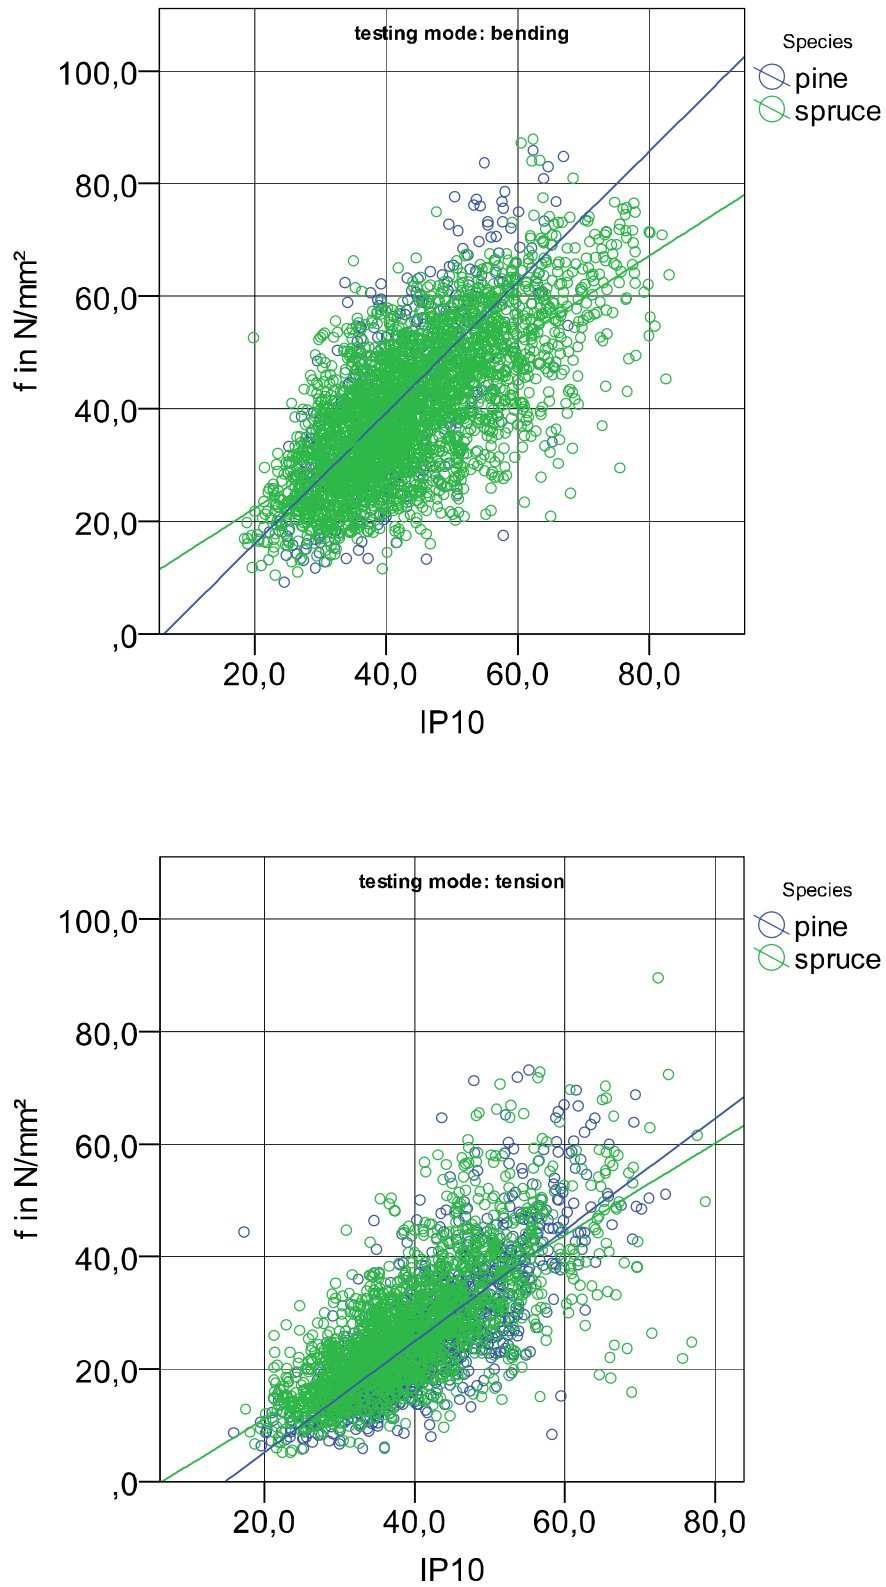 testing mode: bending
Species
pine
spruce
100,0
80,0
60,0
40,0
20,0
,0
f in N/mm²
20,0 40,0 60,0 80,0
IP10
testing mode: tension
Species
pine
spruce
100,0
80,0
60,0
40,0
20,0
,0
f in N/mm²
20,0 40,0 60,0 80,0
IP10